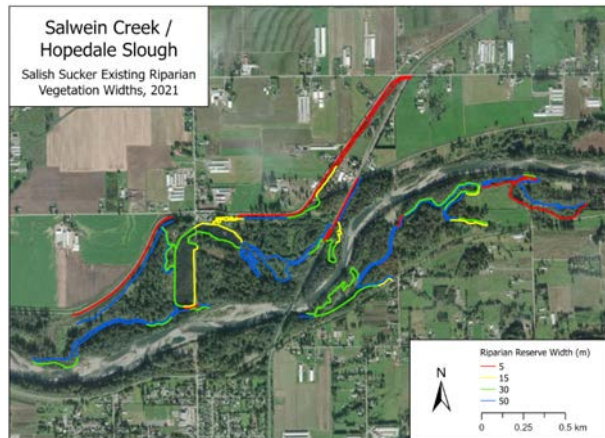 Salwein Creek /
Hopedale Slough
Salish Sucker Existing Riparian
Vegetation Widths, 2021
N
Riparian Reserve Width (m)
5
15
30
50
0 0.25 0.5 km